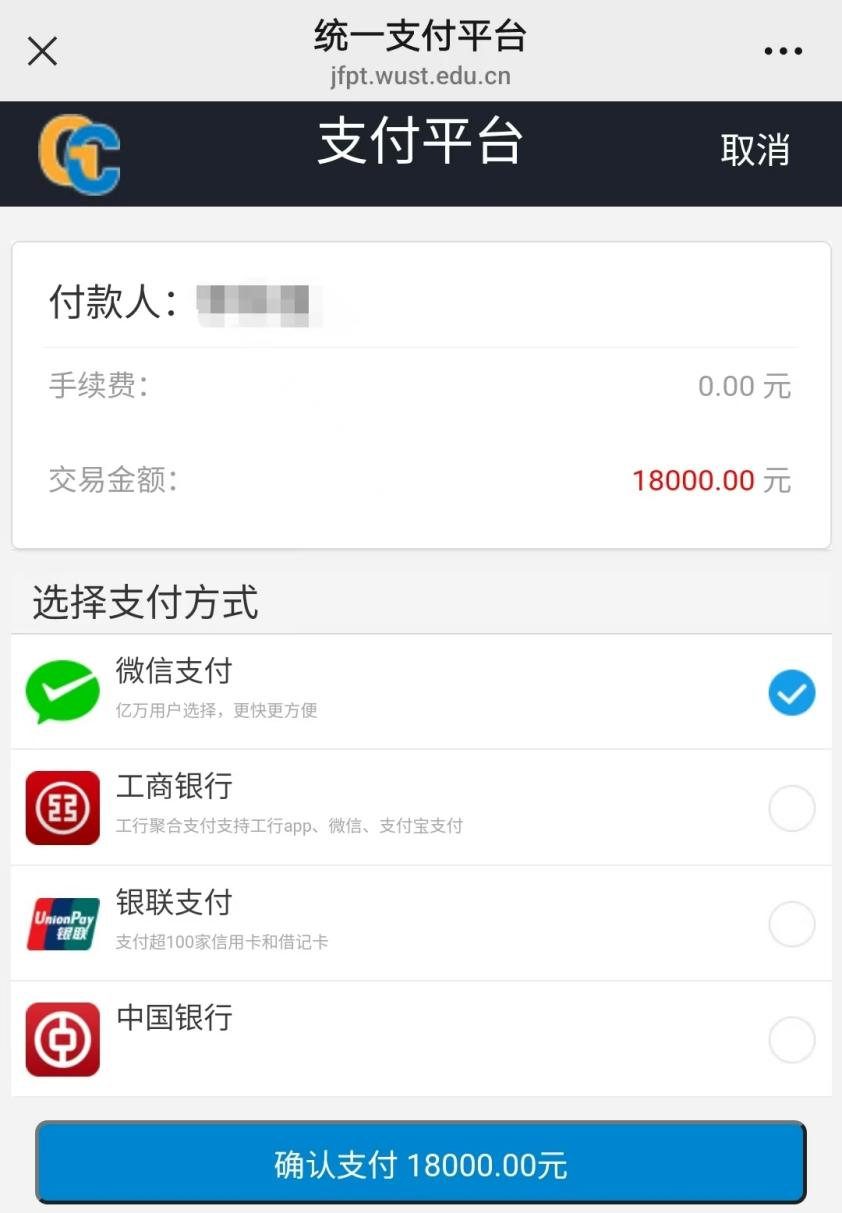 统一支付平台
jfpt.wust.edu.cn
支付平台
取消
付款人：
手续费： 0.00 元
交易金额： 18000.00 元
选择支付方式
微信支付
亿万用户选择，更快更方便
工商银行
工行聚合支付支持工行app、微信、支付宝支付
UnionPay
银联
银联支付
支付超100家信用卡和借记卡
中国银行
确认支付 18000.00元